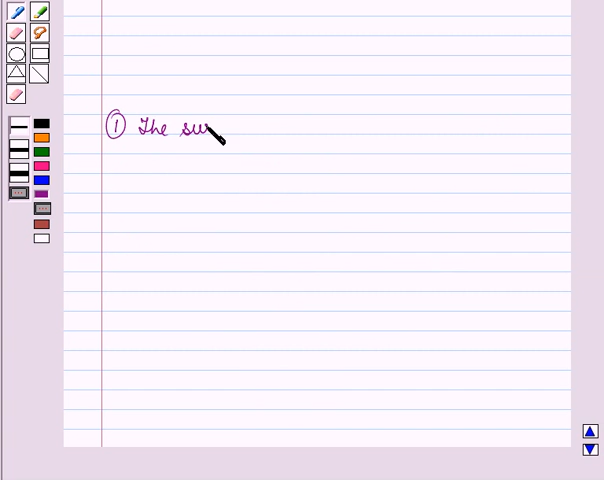 ① The su